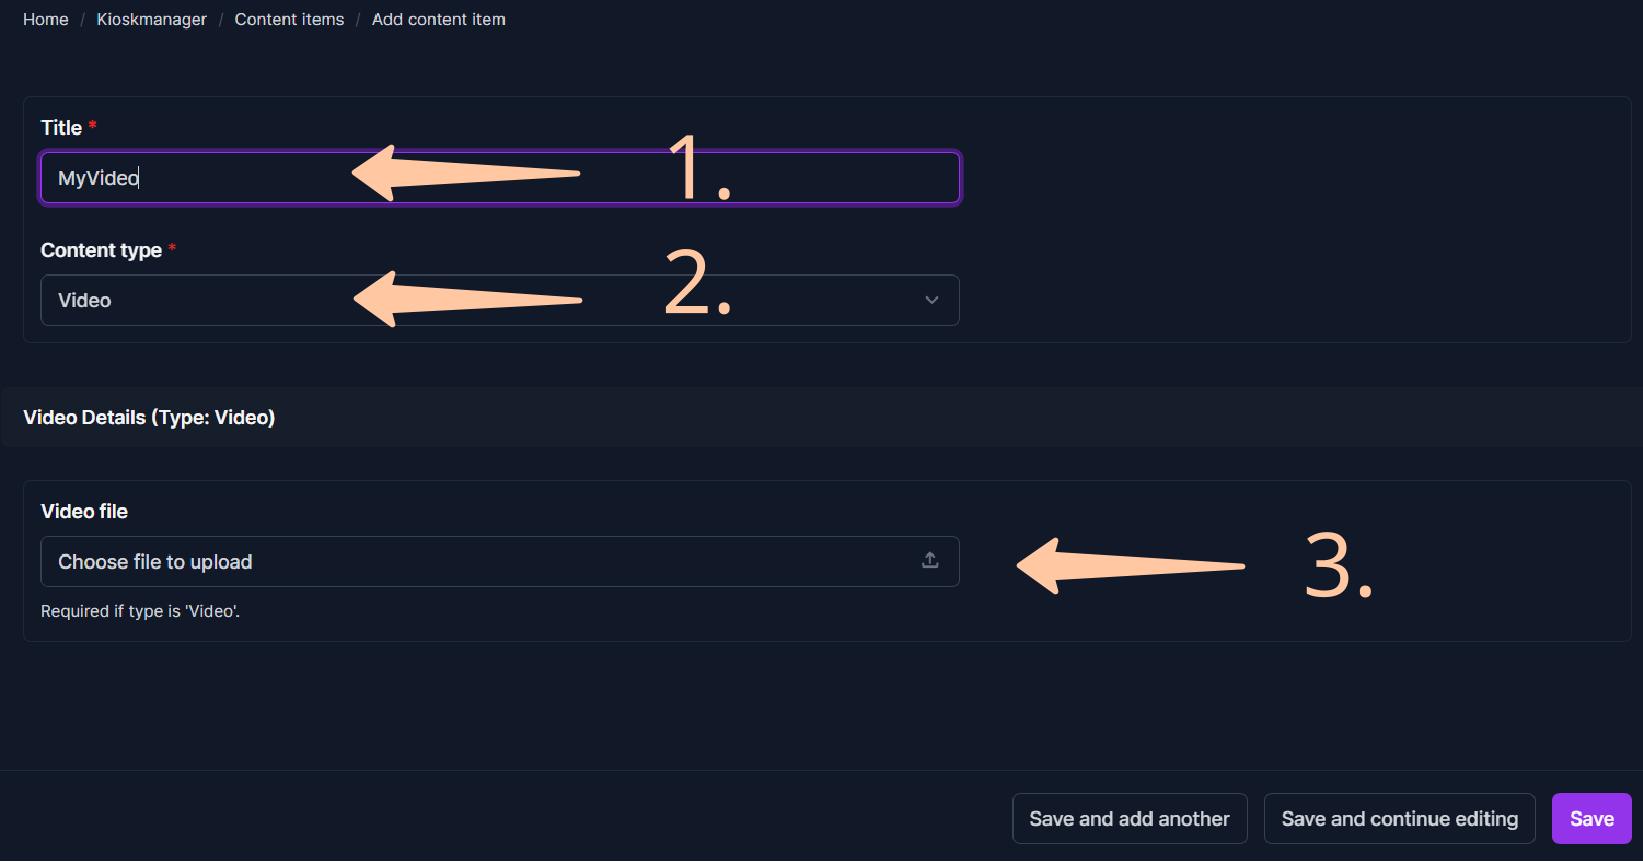 Home / Kioskmanager / Content items / Add content item
Title *
MyVideo
1.
Content type *
Video
2.
Video Details (Type: Video)
Video file
Choose file to upload
3.
Required if type is 'Video'.
Save and add another
Save and continue editing
Save